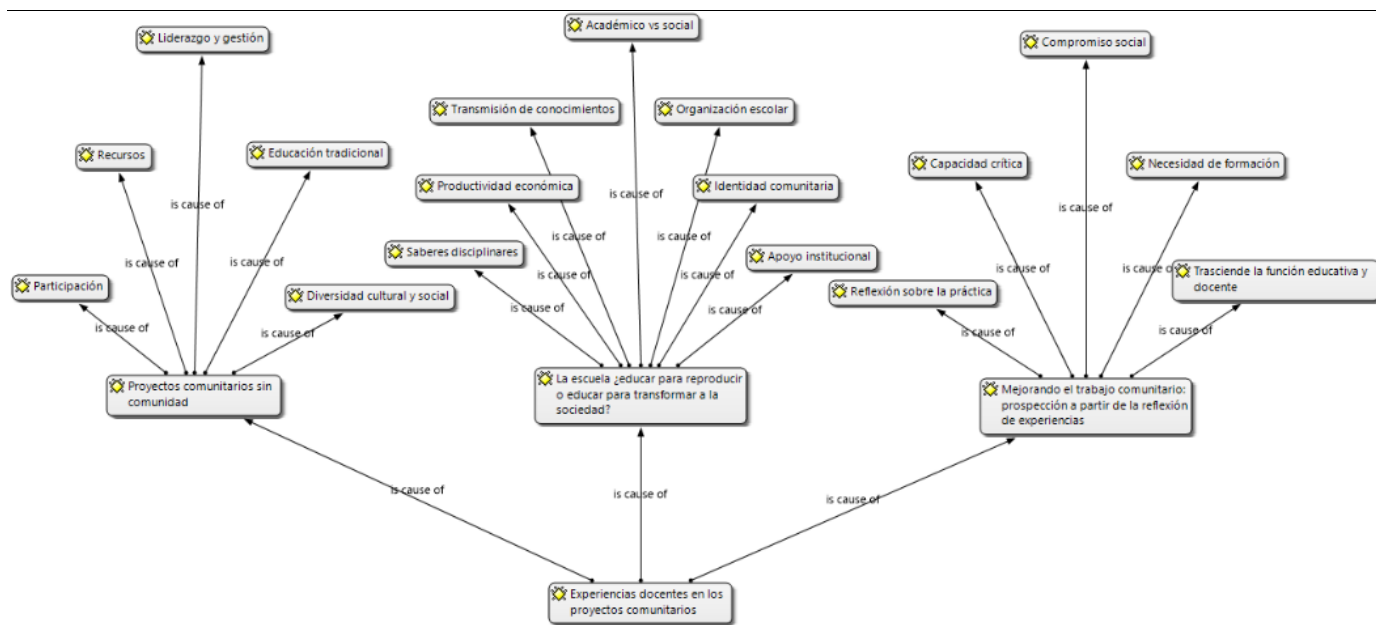 Académico vs social
Liderazgo y gestión
Compromiso social
Transmisión de conocimientos
Organización escolar
Recursos
Educación tradicional
Capacidad crítica
Necesidad de formación
Productividad económica
Identidad comunitaria
is cause of
is cause of
is cause of
is cause of
is cause of
is cause of
is cause of
is cause of
is cause of
Saberes disciplinares
Apoyo institucional
Participación
Diversidad cultural y social
Reflexión sobre la práctica
Trasciende la función educativa y
docente
is cause of
is cause of
is cause of
is cause of
is cause of
is cause of
is cause of
is cause of
Proyectos comunitarios sin
comunidad
La escuela ¿educar para reproducir
o educar para transformar a la
sociedad?
Mejorando el trabajo comunitario:
prospección a partir de la reflexión
de experiencias
is cause of
is cause of
is cause of
Experiencias docentes en los
proyectos comunitarios